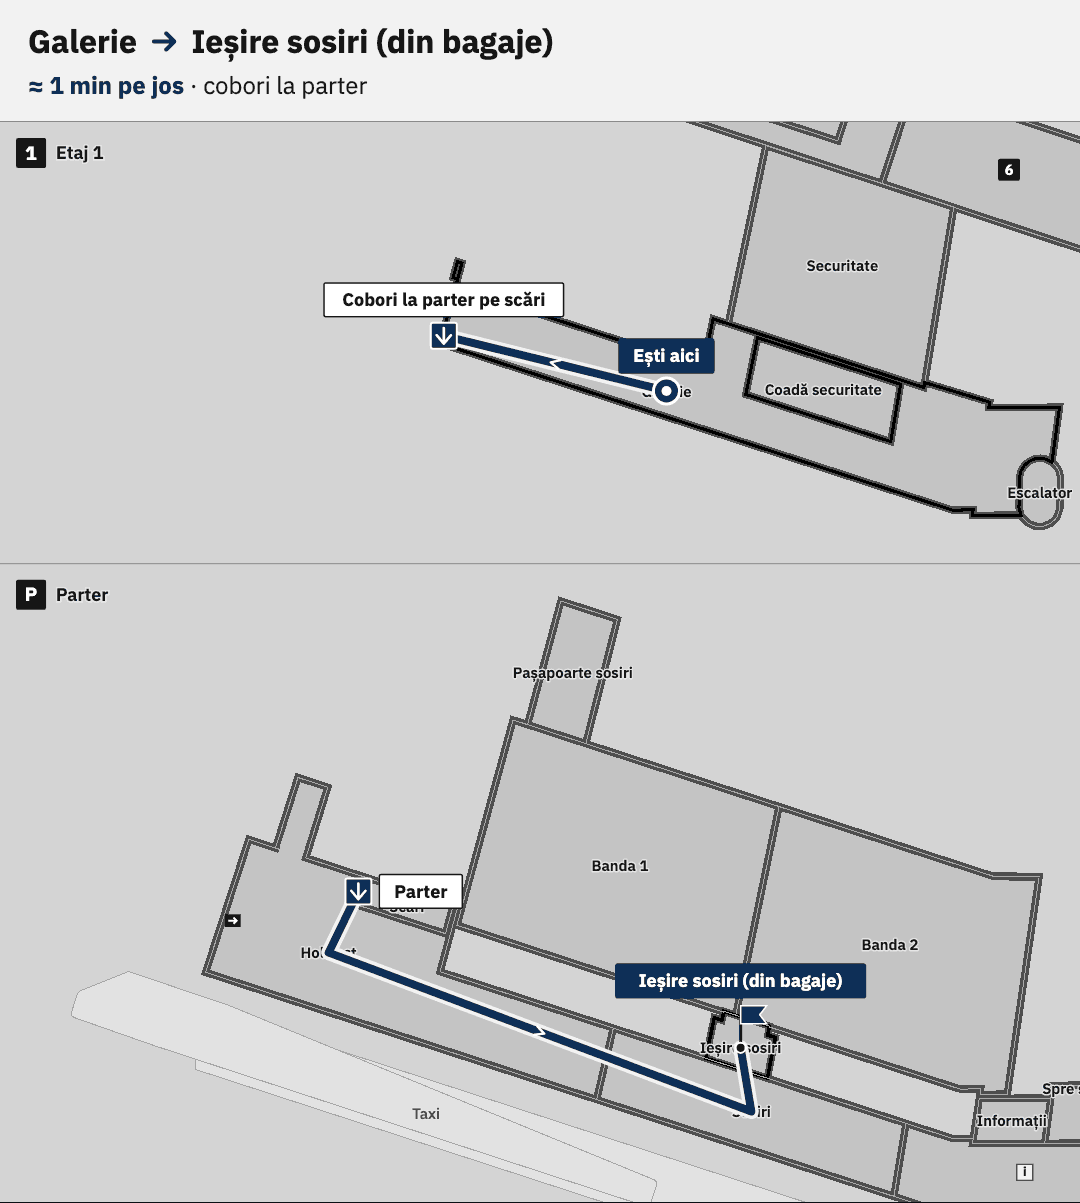 Galerie → Ieșire sosiri (din bagaje)
≈ 1 min pe jos · cobori la parter
1 Etaj 1
6
Securitate
Cobori la parter pe scări
Ești aici
Coadă securitate
Escalator
P Parter
Pașapoarte sosiri
Banda 1
Parter
Banda 2
Ieșire sosiri (din bagaje)
Taxi
Informații
i